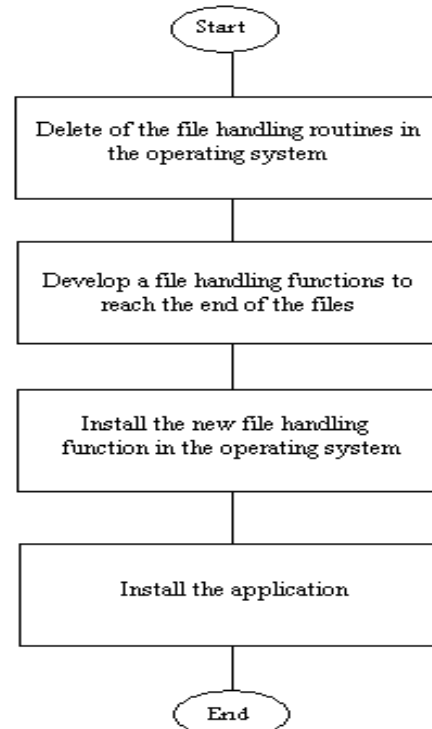 Start
Delete of the file handling routines in
the operating system
Develop a file handling functions to
reach the end of the files
Install the new file handling
function in the operating system
Install the application
End